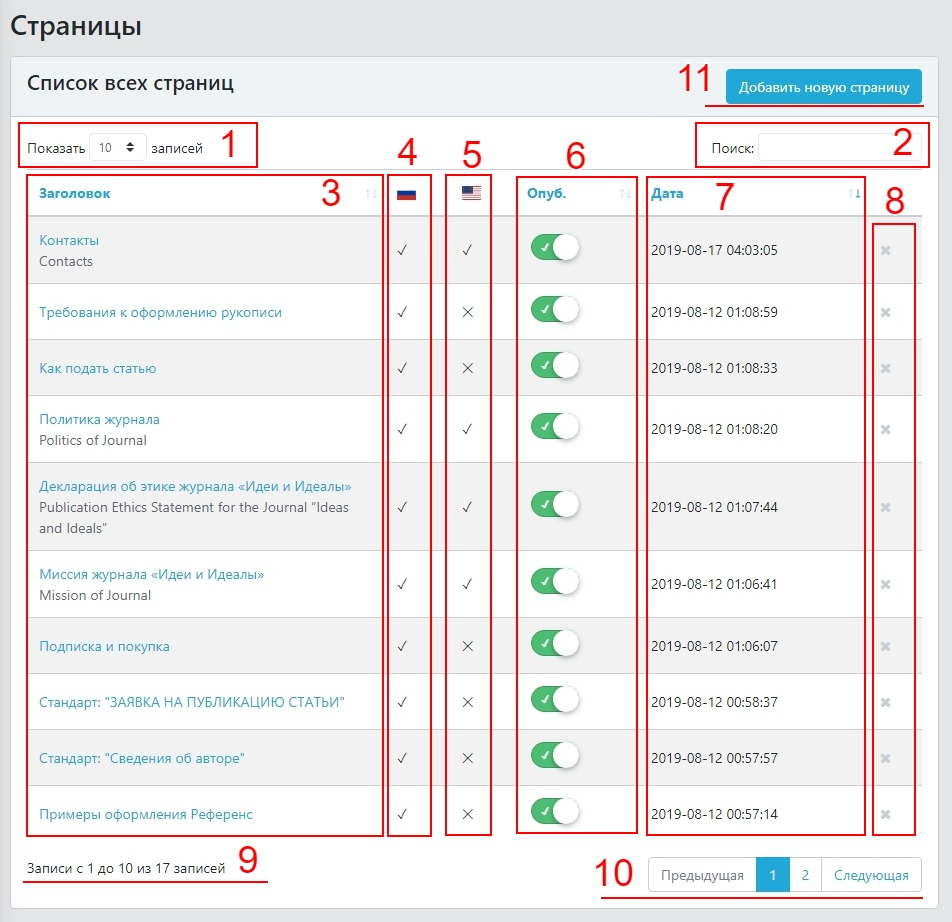 Страницы
Список всех страниц
11
Добавить новую страницу
Показать 10 записей
1
Поиск:
2
Заголовок
3
4
5
Опуб.
6
Дата
7
8
Контакты
Contacts
✓ ✓ 2019-08-17 04:03:05
Требования к оформлению рукописи ✓ ✕ 2019-08-12 01:08:59
Как подать статью ✓ ✕ 2019-08-12 01:08:33
Политика журнала
Politics of Journal
✓ ✓ 2019-08-12 01:08:20
Декларация об этике журнала «Идеи и Идеалы»
Publication Ethics Statement for the Journal “Ideas
and Ideals”
✓ ✓ 2019-08-12 01:07:44
Миссия журнала «Идеи и Идеалы»
Mission of Journal
✓ ✓ 2019-08-12 01:06:41
Подписка и покупка ✓ ✕ 2019-08-12 01:06:07
Стандарт: "ЗАЯВКА НА ПУБЛИКАЦИЮ СТАТЬИ" ✓ ✕ 2019-08-12 00:58:37
Стандарт: "Сведения об авторе" ✓ ✕ 2019-08-12 00:57:57
Примеры оформления Референс ✓ ✕ 2019-08-12 00:57:14
Записи с 1 до 10 из 17 записей
9
10
Предыдущая 1 2 Следующая